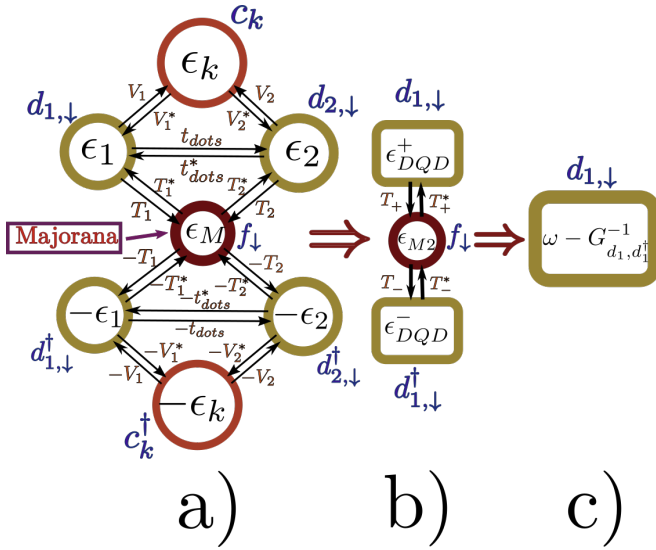 c_k
ϵ_k
V_1 V_1^* V_2^* V_2
d_{1,↓} d_{2,↓}
t_{dots}
ϵ_1 ϵ_2
t_{dots}^*
T_1 T_1^* T_2^* T_2
Majorana ϵ_M f_↓
-T_1 -T_1^* -T_2^* -T_2
-t_{dots}^*
-ϵ_1 -ϵ_2
-t_{dots}
d_{1,↓}^† d_{2,↓}^†
-V_1 -V_1^* -V_2^* -V_2
-ϵ_k
c_k^†
a)
d_{1,↓}
ϵ_{DQD}^+
T_+ T_+^*
ϵ_{M2} f_↓
T_- T_-^*
ϵ_{DQD}^-
d_{1,↓}^†
b)
d_{1,↓}
ω - G_{d_1,d_1^†}^{-1}
c)